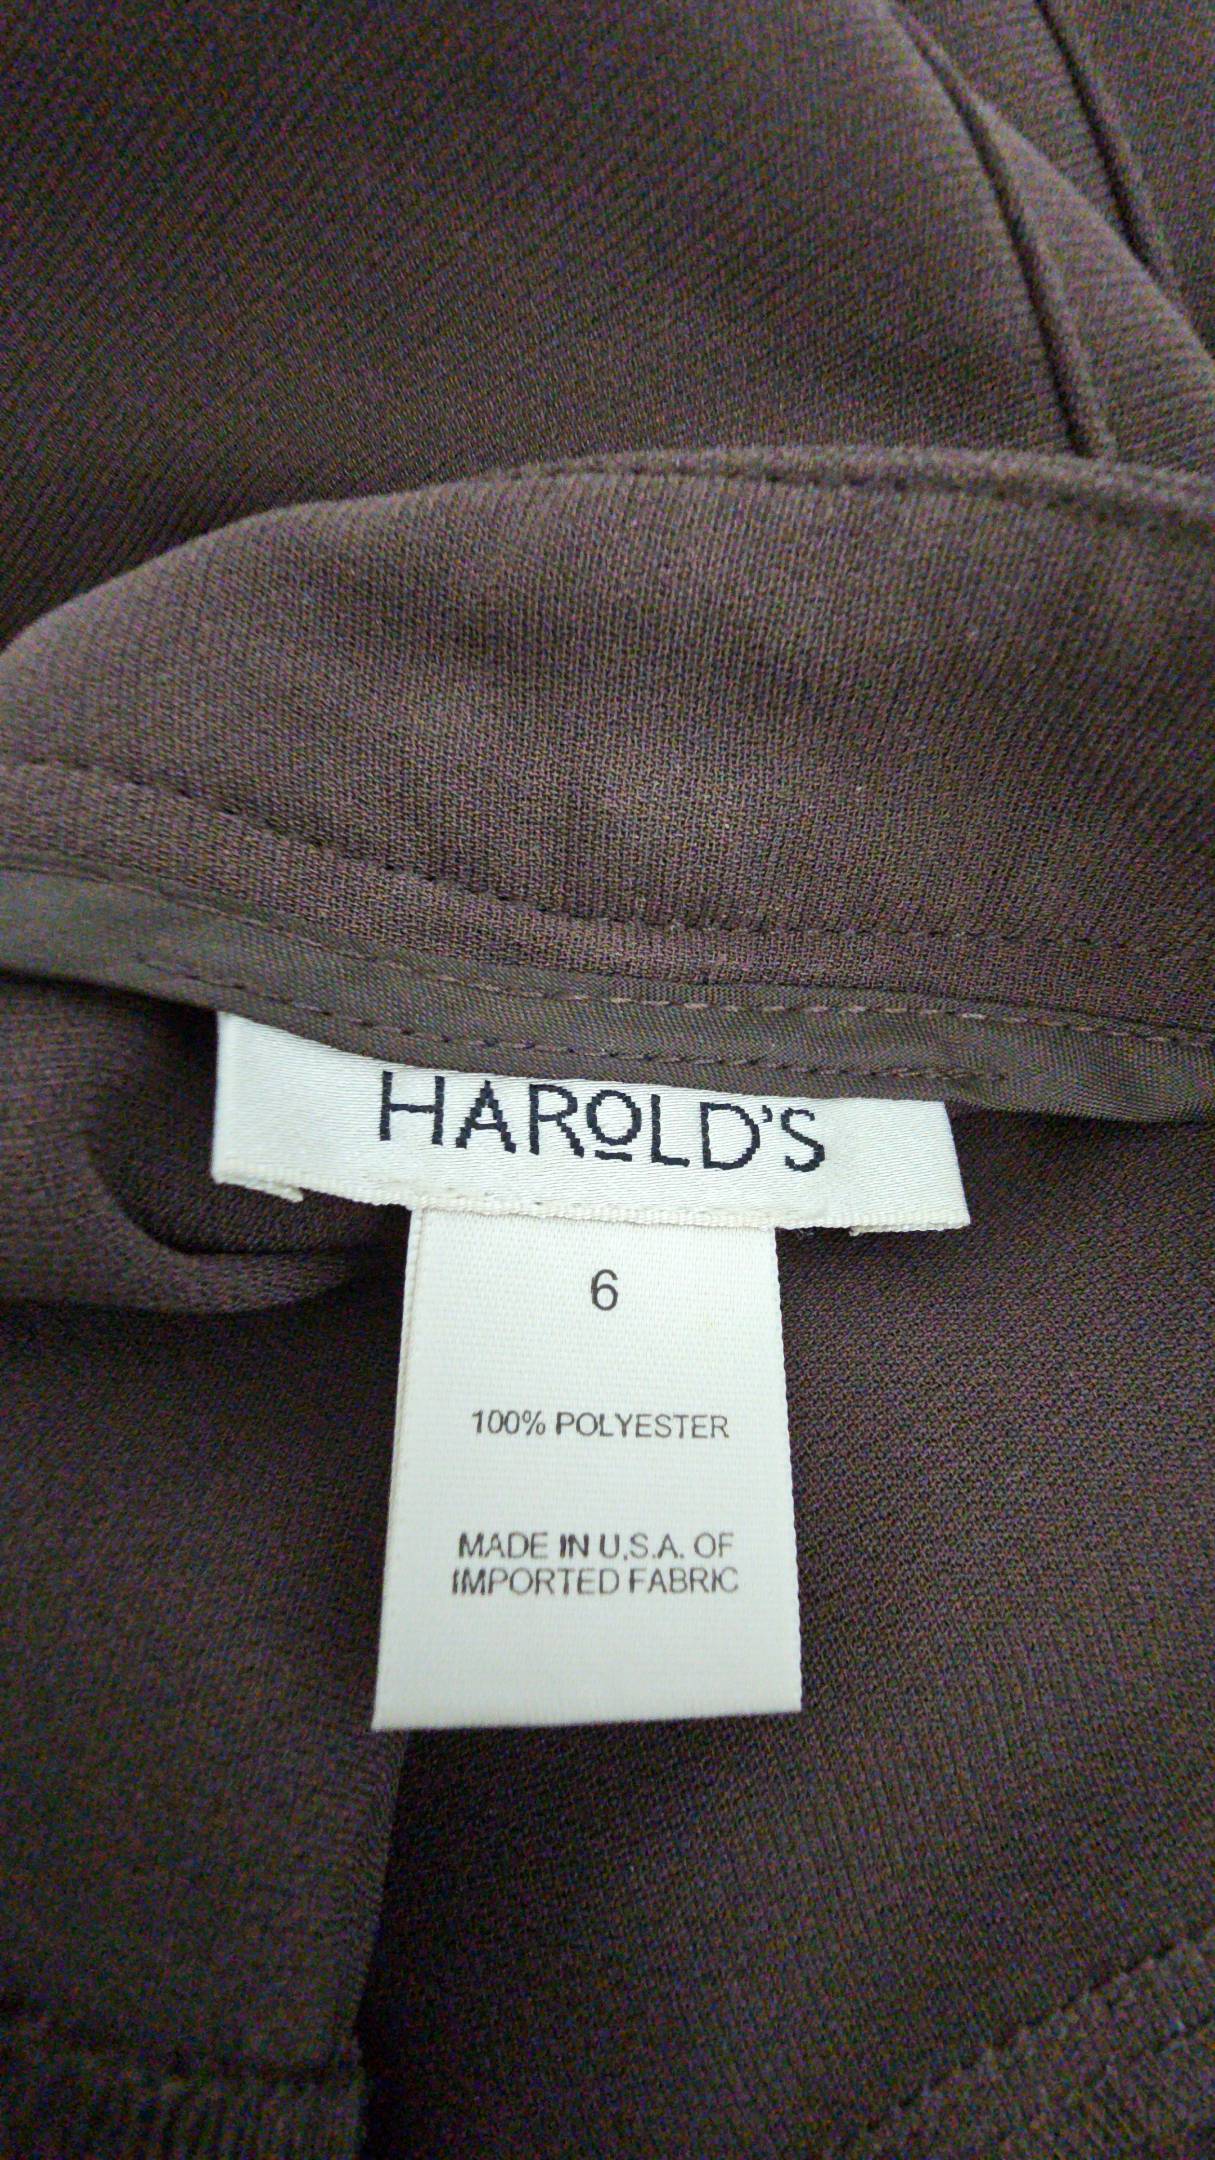 HAROLD'S
6
100% POLYESTER
MADE IN U.S.A. OF
IMPORTED FABRIC